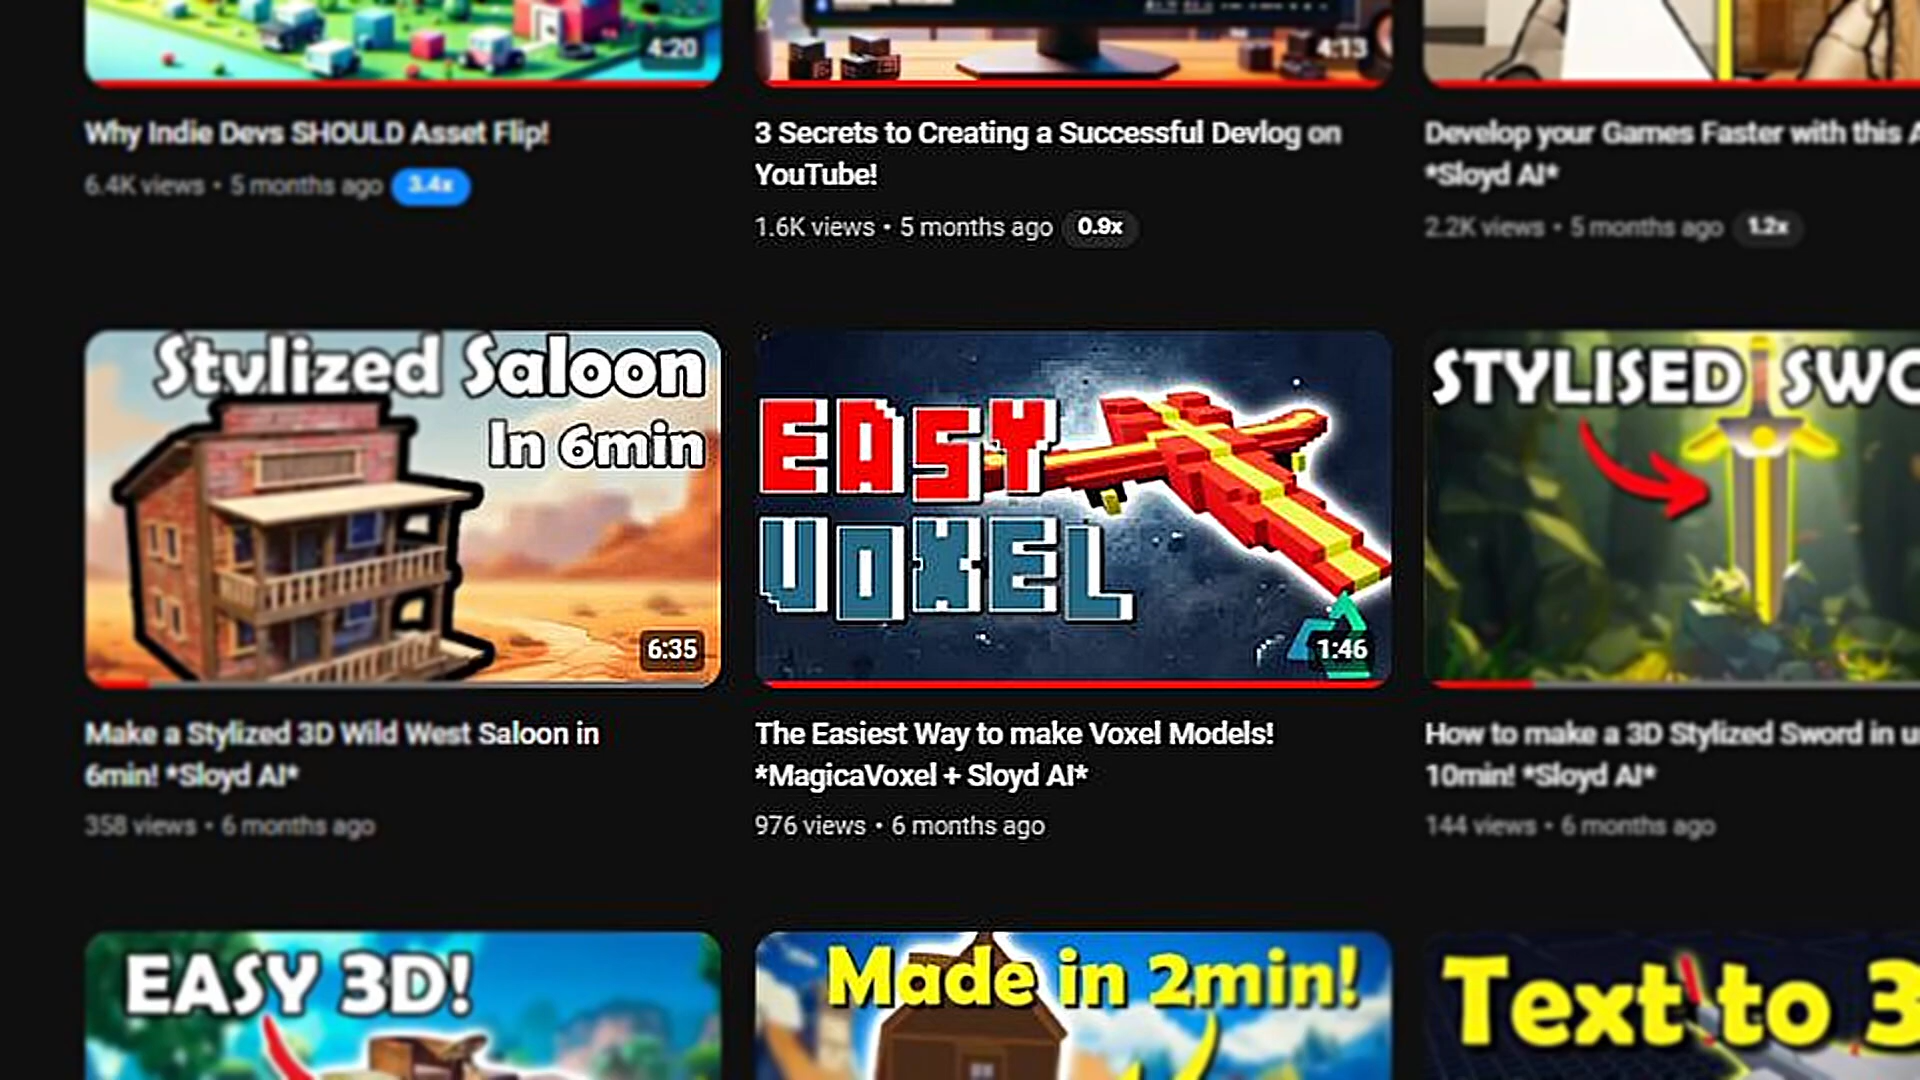 4:20
4:13
Why Indie Devs SHOULD Asset Flip!
6.4K views • 5 months ago 3.4x
3 Secrets to Creating a Successful Devlog on
YouTube!
1.6K views • 5 months ago 0.9x
Develop your Games Faster with this
*Sloyd AI*
2.2K views • 5 months ago 1.2x
Stylized Saloon
In 6min
6:35
EASY
VOXEL
1:46
STYLISED
Make a Stylized 3D Wild West Saloon in
6min! *Sloyd AI*
358 views • 6 months ago
The Easiest Way to make Voxel Models!
*MagicaVoxel + Sloyd AI*
976 views • 6 months ago
How to make a 3D Stylized Sword in
10min! *Sloyd AI*
144 views • 6 months ago
EASY 3D!
Made in 2min!
Text to 3